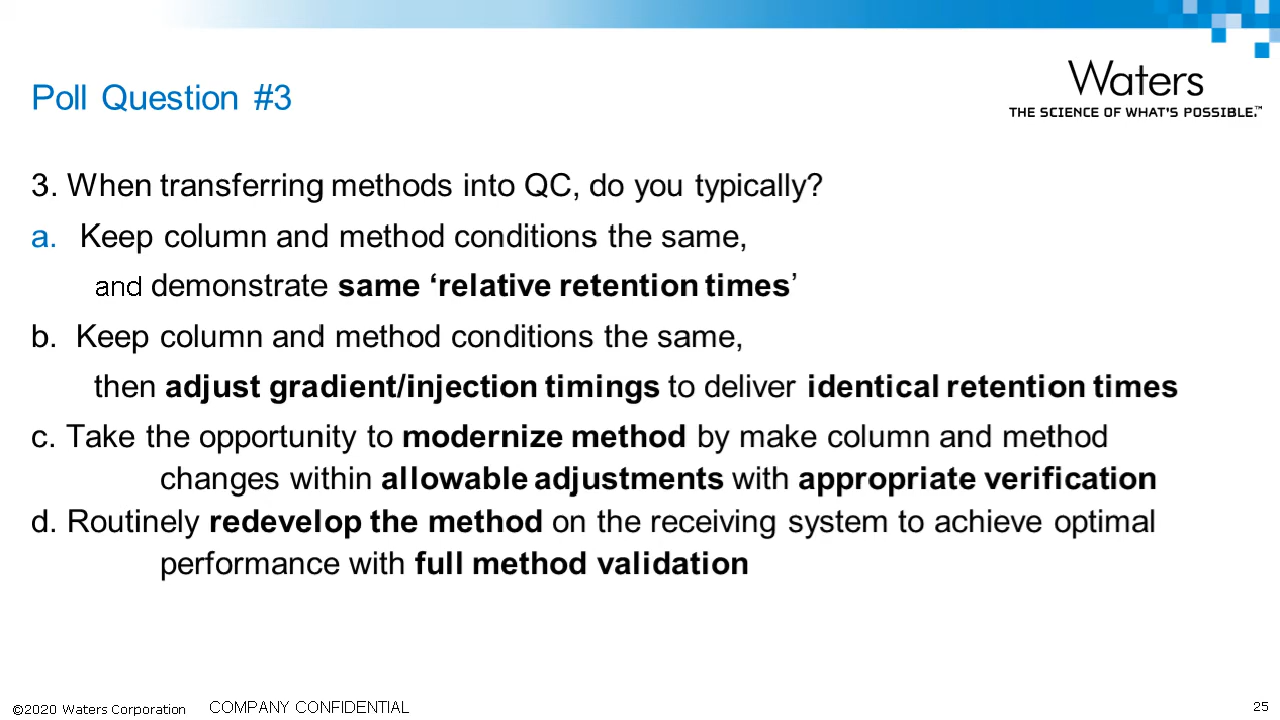 Waters
THE SCIENCE OF WHAT'S POSSIBLE.™
Poll Question #3
3. When transferring methods into QC, do you typically?
a. Keep column and method conditions the same,
and demonstrate same ‘relative retention times’
b. Keep column and method conditions the same,
then adjust gradient/injection timings to deliver identical retention times
c. Take the opportunity to modernize method by make column and method
changes within allowable adjustments with appropriate verification
d. Routinely redevelop the method on the receiving system to achieve optimal
performance with full method validation
©2020 Waters Corporation COMPANY CONFIDENTIAL 25